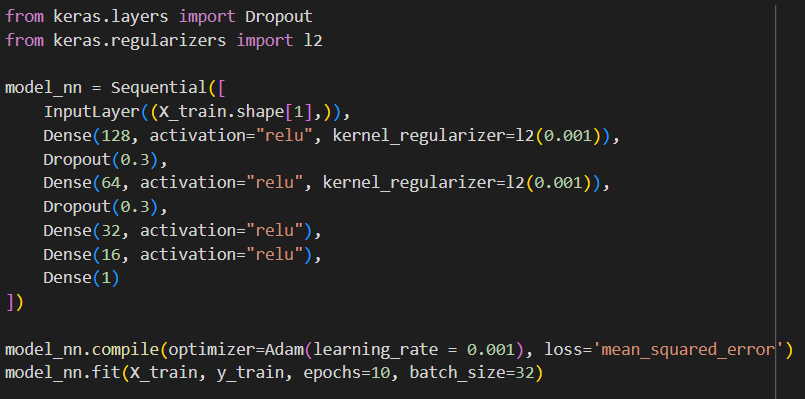 from keras.layers import Dropout
from keras.regularizers import l2

model_nn = Sequential([
    InputLayer((X_train.shape[1],)),
    Dense(128, activation="relu", kernel_regularizer=l2(0.001)),
    Dropout(0.3),
    Dense(64, activation="relu", kernel_regularizer=l2(0.001)),
    Dropout(0.3),
    Dense(32, activation="relu"),
    Dense(16, activation="relu"),
    Dense(1)
])

model_nn.compile(optimizer=Adam(learning_rate = 0.001), loss='mean_squared_error')
model_nn.fit(X_train, y_train, epochs=10, batch_size=32)